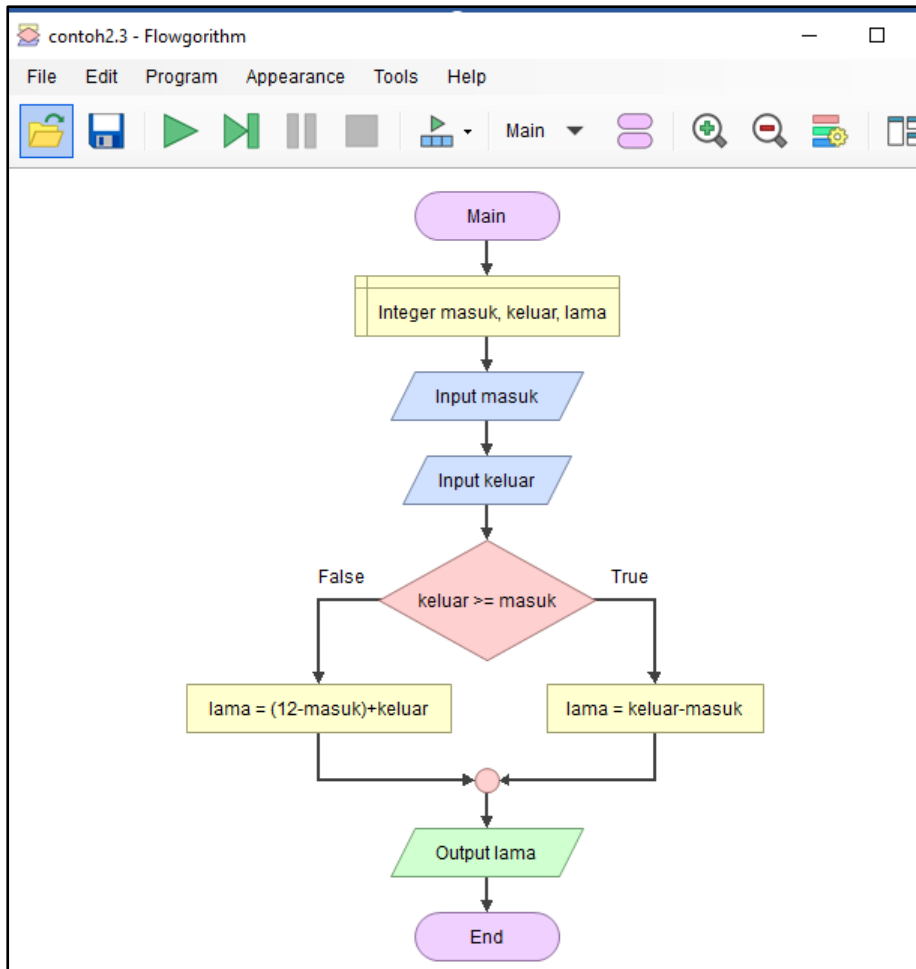 contoh2.3 - Flowgorithm
File Edit Program Appearance Tools Help
Main
Main
Integer masuk, keluar, lama
Input masuk
Input keluar
False
True
keluar >= masuk
lama = (12-masuk)+keluar
lama = keluar-masuk
Output lama
End